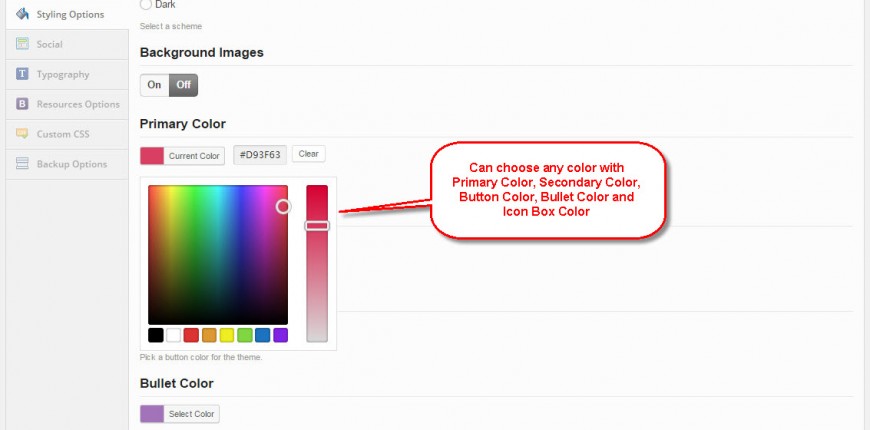 Styling Options
Social
Typography
Resources Options
Custom CSS
Backup Options
Dark
Select a scheme
Background Images
On Off
Primary Color
Current Color #D93F63 Clear
Can choose any color with
Primary Color, Secondary Color,
Button Color, Bullet Color and
Icon Box Color
Pick a button color for the theme.
Bullet Color
Select Color